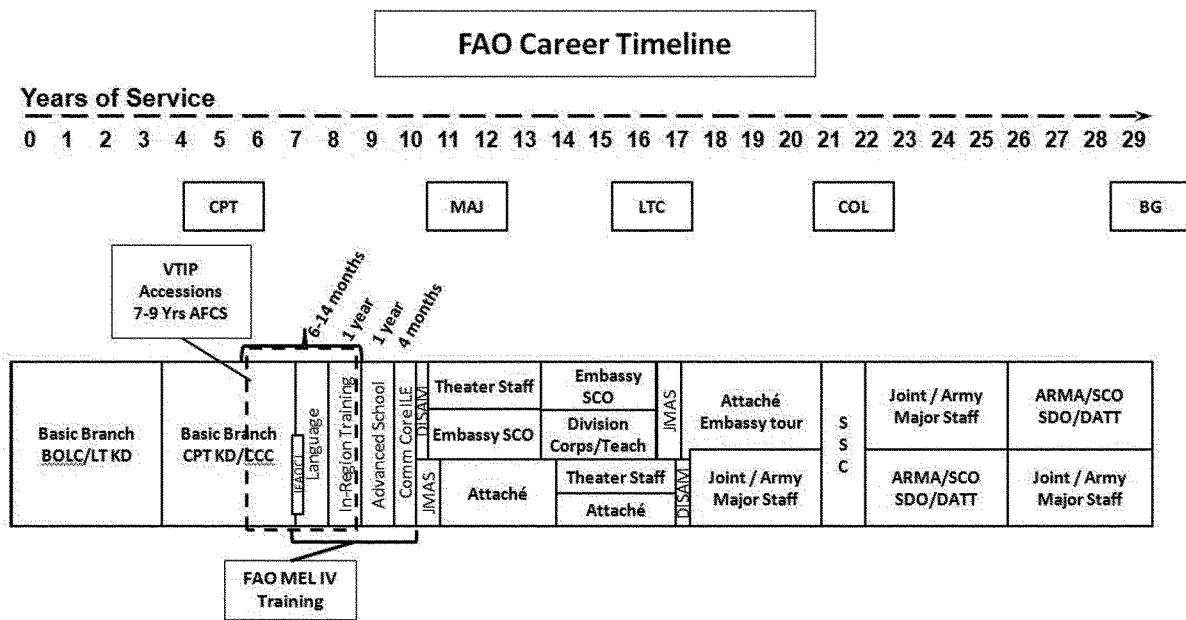 FAO Career Timeline
Years of Service
0 1 2 3 4 5 6 7 8 9 10 11 12 13 14 15 16 17 18 19 20 21 22 23 24 25 26 27 28 29
CPT
MAJ
LTC
COL
BG
VTIP
Accessions
7-9 Yrs AFCS
6-14 months
1 year
1 year
4 months
Basic Branch
BOLC/LT KD
Basic Branch
CPT KD/CCC
Language
In-Region Training
Advanced School
Comm Core ILE
DISAM
JMAS
Theater Staff
Embassy SCO
Attaché
Embassy
SCO
Division
Corps/Teach
Theater Staff
Attaché
JMAS
DISAM
Attaché
Embassy tour
Joint / Army
Major Staff
S
S
C
Joint / Army
Major Staff
ARMA/SCO
SDO/DATT
ARMA/SCO
SDO/DATT
Joint / Army
Major Staff
FAO MEL IV
Training